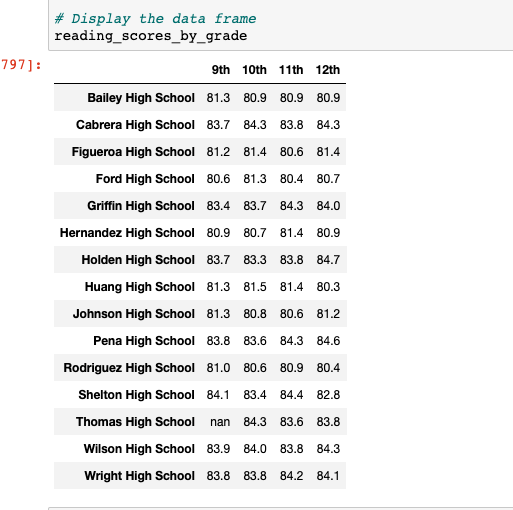 # Display the data frame
reading_scores_by_grade
797]:
9th 10th 11th 12th
Bailey High School 81.3 80.9 80.9 80.9
Cabrera High School 83.7 84.3 83.8 84.3
Figueroa High School 81.2 81.4 80.6 81.4
Ford High School 80.6 81.3 80.4 80.7
Griffin High School 83.4 83.7 84.3 84.0
Hernandez High School 80.9 80.7 81.4 80.9
Holden High School 83.7 83.3 83.8 84.7
Huang High School 81.3 81.5 81.4 80.3
Johnson High School 81.3 80.8 80.6 81.2
Pena High School 83.8 83.6 84.3 84.6
Rodriguez High School 81.0 80.6 80.9 80.4
Shelton High School 84.1 83.4 84.4 82.8
Thomas High School nan 84.3 83.6 83.8
Wilson High School 83.9 84.0 83.8 84.3
Wright High School 83.8 83.8 84.2 84.1